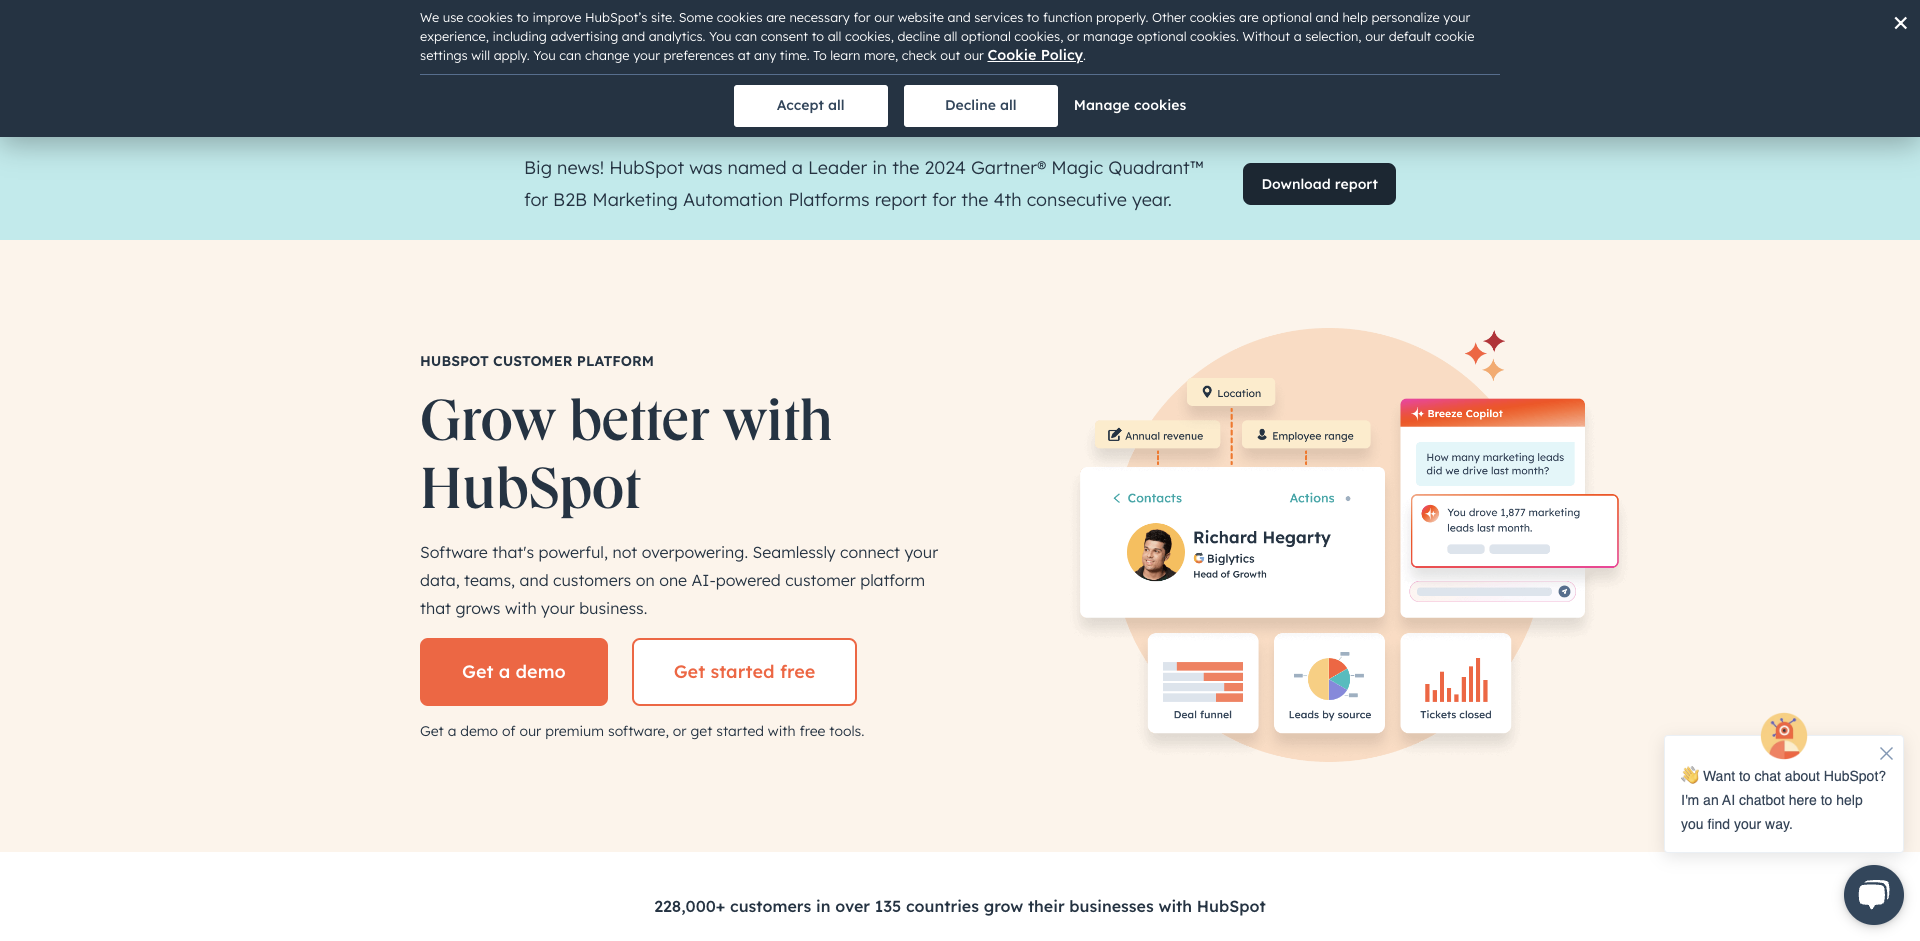 We use cookies to improve HubSpot's site. Some cookies are necessary for our website and services to function properly. Other cookies are optional and help personalize your
experience, including advertising and analytics. You can consent to all cookies, decline all optional cookies, or manage optional cookies. Without a selection, our default cookie
settings will apply. You can change your preferences at any time. To learn more, check out our Cookie Policy.
Accept all
Decline all
Manage cookies
Big news! HubSpot was named a Leader in the 2024 Gartner® Magic Quadrant™
for B2B Marketing Automation Platforms report for the 4th consecutive year.
Download report
HUBSPOT CUSTOMER PLATFORM
Grow better with
HubSpot
Software that's powerful, not overpowering. Seamlessly connect your
data, teams, and customers on one AI-powered customer platform
that grows with your business.
Get a demo
Get started free
Get a demo of our premium software, or get started with free tools.
Location
Annual revenue
Employee range
Contacts
Actions
Richard Hegarty
Biglytics
Head of Growth
Breeze Copilot
How many marketing leads
did we drive last month?
You drove 1,877 marketing
leads last month.
Deal funnel
Leads by source
Tickets closed
👋 Want to chat about HubSpot?
I'm an AI chatbot here to help
you find your way.
228,000+ customers in over 135 countries grow their businesses with HubSpot